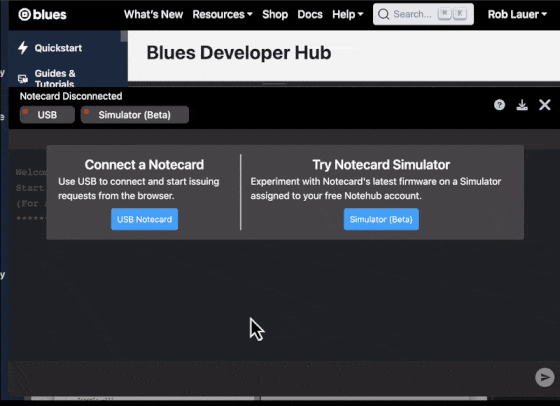 blues What's New Resources Shop Docs Help Search... ⌘ K Rob Lauer
Quickstart
Guides &
Tutorials
Blues Developer Hub
Notecard Disconnected
USB Simulator (Beta)
Connect a Notecard
Use USB to connect and start issuing
requests from the browser.
USB Notecard
Try Notecard Simulator
Experiment with Notecard's latest firmware on a Simulator
assigned to your free Notehub account.
Simulator (Beta)
Welcom
Start
(For